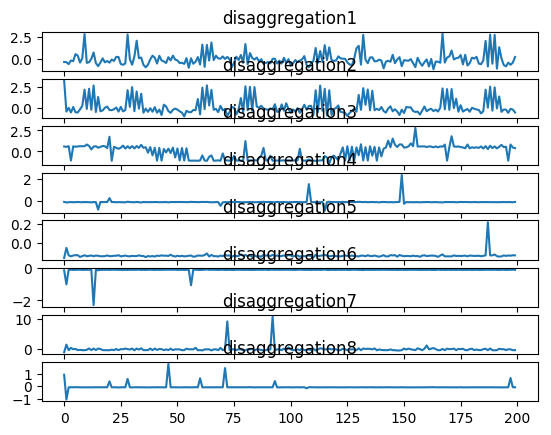 disaggregation1
2.5
0.0
disaggregation2
2.5
0.0
disaggregation3
2.5
0.0
disaggregation4
2
0
disaggregation5
0.2
0.0
disaggregation6
0
−2
disaggregation7
10
0
disaggregation8
1
0
−1
0 25 50 75 100 125 150 175 200